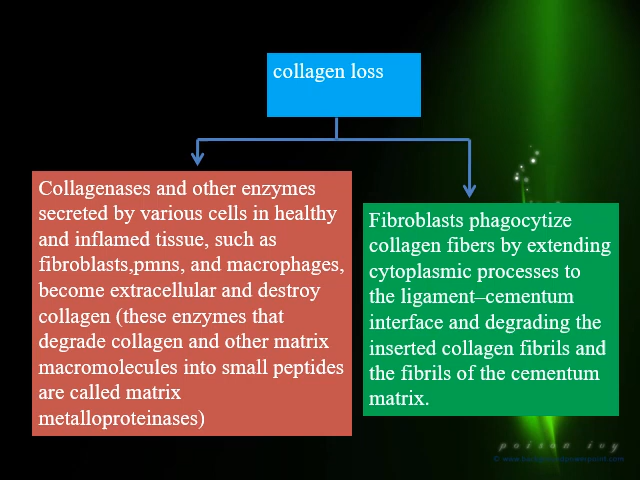 collagen loss
Collagenases and other enzymes
secreted by various cells in healthy
and inflamed tissue, such as
fibroblasts,pmns, and macrophages,
become extracellular and destroy
collagen (these enzymes that
degrade collagen and other matrix
macromolecules into small peptides
are called matrix
metalloproteinases)
Fibroblasts phagocytize
collagen fibers by extending
cytoplasmic processes to
the ligament–cementum
interface and degrading the
inserted collagen fibrils and
the fibrils of the cementum
matrix.
poison ivy